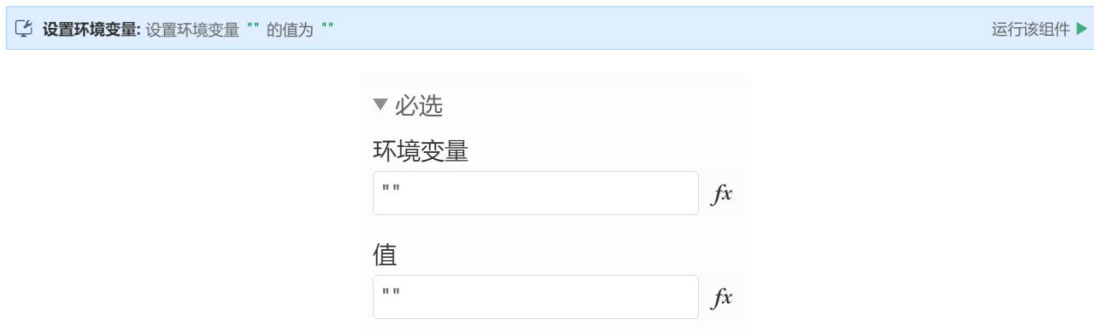 设置环境变量: 设置环境变量 "" 的值为 "" 运行该组件
必选
环境变量
"" fx
值
"" fx